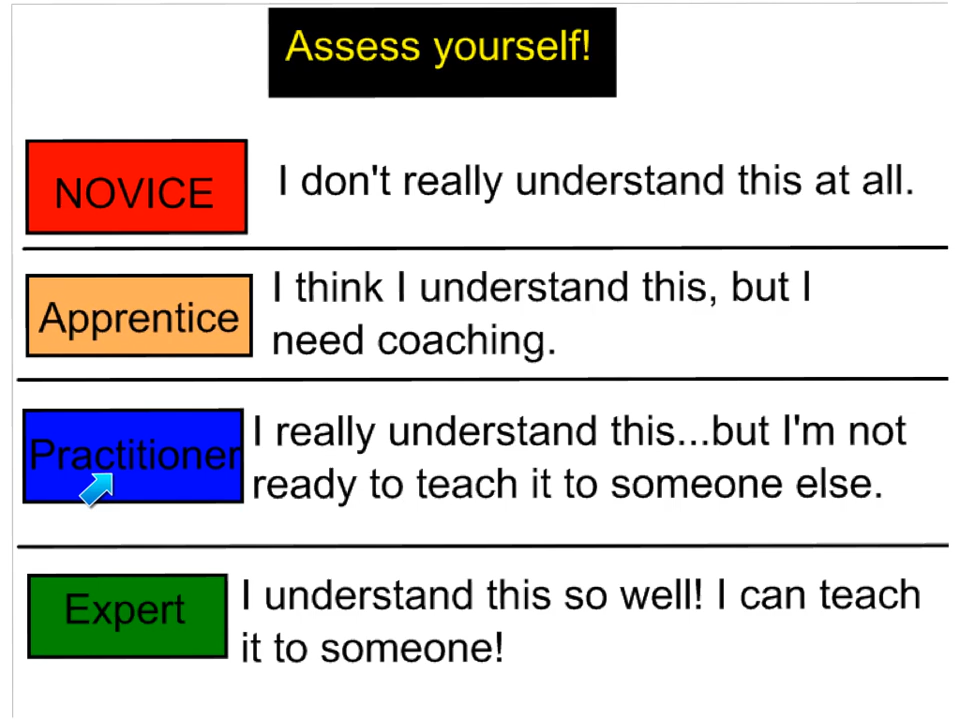 Assess yourself!
NOVICE
I don't really understand this at all.
Apprentice
I think I understand this, but I
need coaching.
Practitioner
I really understand this...but I'm not
ready to teach it to someone else.
Expert
I understand this so well! I can teach
it to someone!